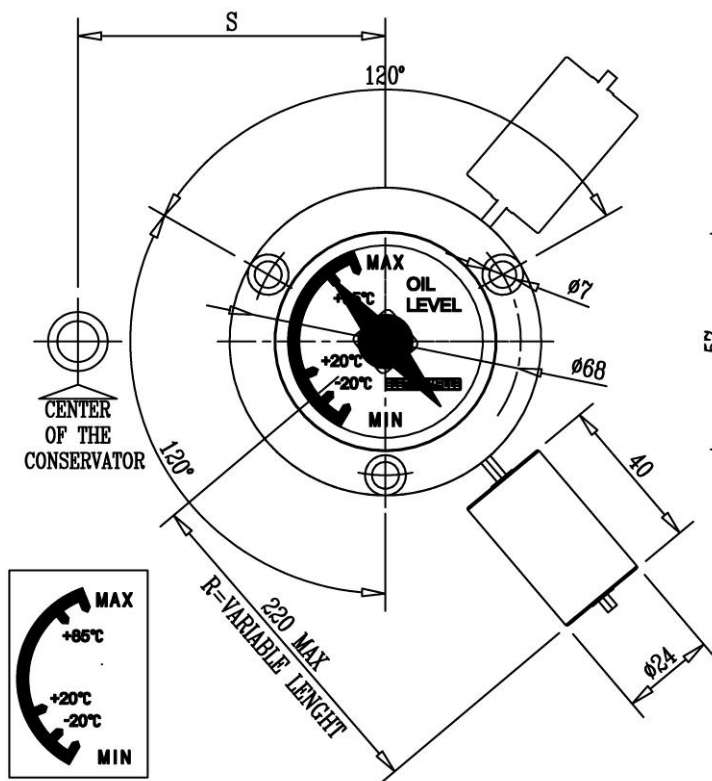 S
120°
MAX
OIL
LEVEL
+20°C
-20°C
MIN
ø7
ø68
CENTER
OF THE
CONSERVATOR
120°
40
220 MAX
R=VARIABLE LENGHT
ø24
MAX
+85°C
+20°C
-20°C
MIN